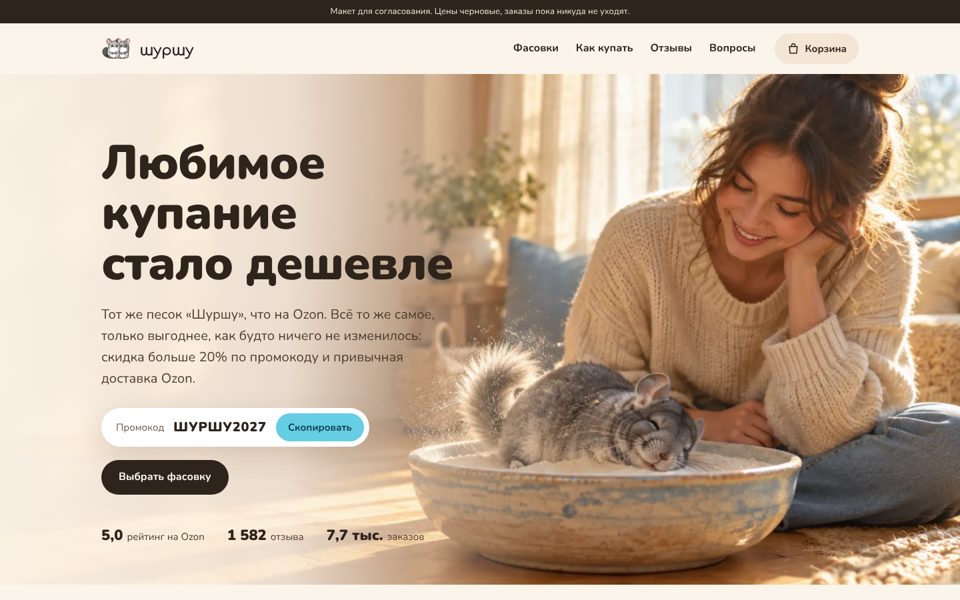 Макет для согласования. Цены черновые, заказы пока никуда не уходят.
шуршу
Фасовки
Как купать
Отзывы
Вопросы
Корзина
Любимое
купание
стало дешевле
Тот же песок «Шуршу», что на Ozon. Всё то же самое,
только выгоднее, как будто ничего не изменилось:
скидка больше 20% по промокоду и привычная
доставка Ozon.
Промокод ШУРШУ2027 Скопировать
Выбрать фасовку
5,0 рейтинг на Ozon
1 582 отзыва
7,7 тыс. заказов